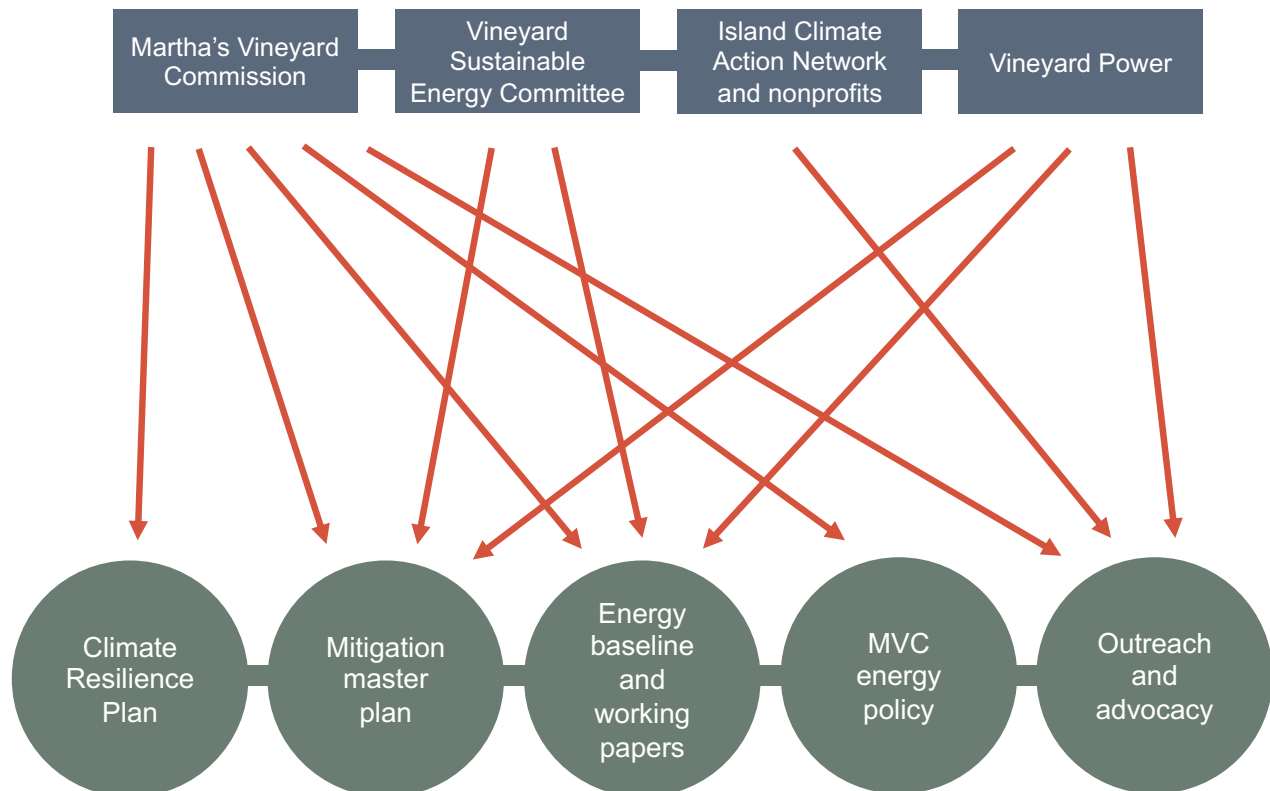 Martha’s Vineyard
Commission
Vineyard
Sustainable
Energy Committee
Island Climate
Action Network
and nonprofits
Vineyard Power
Climate
Resilience
Plan
Mitigation
master
plan
Energy
baseline
and
working
papers
MVC
energy
policy
Outreach
and
advocacy